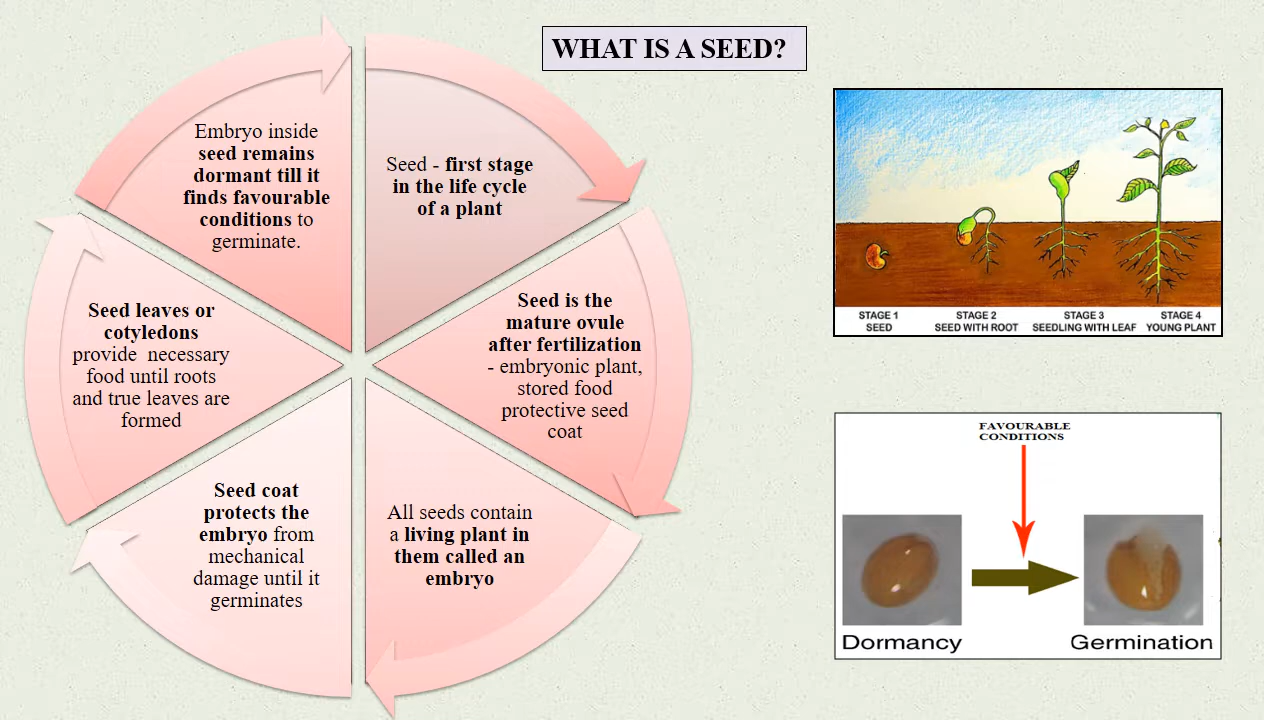 WHAT IS A SEED?
Seed - first stage
in the life cycle
of a plant
Seed is the
mature ovule
after fertilization
- embryonic plant,
stored food
protective seed
coat
All seeds contain
a living plant in
them called an
embryo
Seed coat
protects the
embryo from
mechanical
damage until it
germinates
Seed leaves or
cotyledons
provide necessary
food until roots
and true leaves are
formed
Embryo inside
seed remains
dormant till it
finds favourable
conditions to
germinate.
STAGE 1
SEED
STAGE 2
SEED WITH ROOT
STAGE 3
SEEDLING WITH LEAF
STAGE 4
YOUNG PLANT
FAVOURABLE
CONDITIONS
Dormancy
Germination